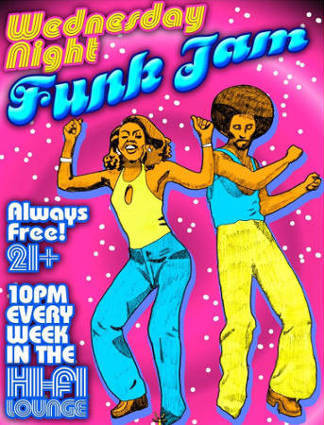 Wednesday
Night
Funk Jam
Always
Free!
21+
10PM
EVERY
WEEK
IN THE
HI-FI
LOUNGE